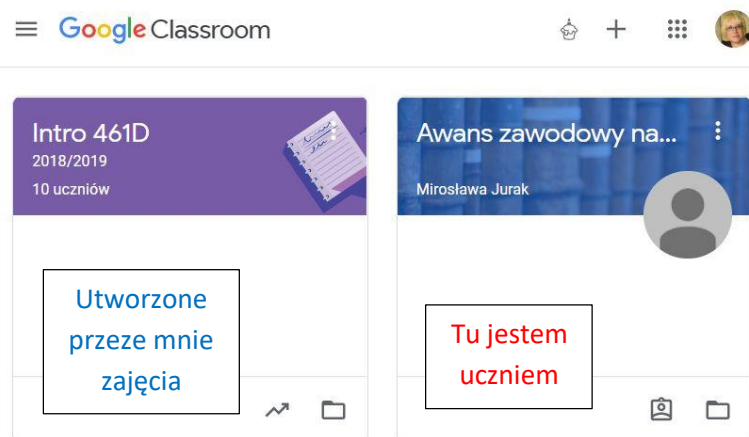 Google Classroom
Intro 461D
2018/2019
10 uczniów
Awans zawodowy na...
Mirosława Jurak
Utworzone
przeze mnie
zajęcia
Tu jestem
uczniem